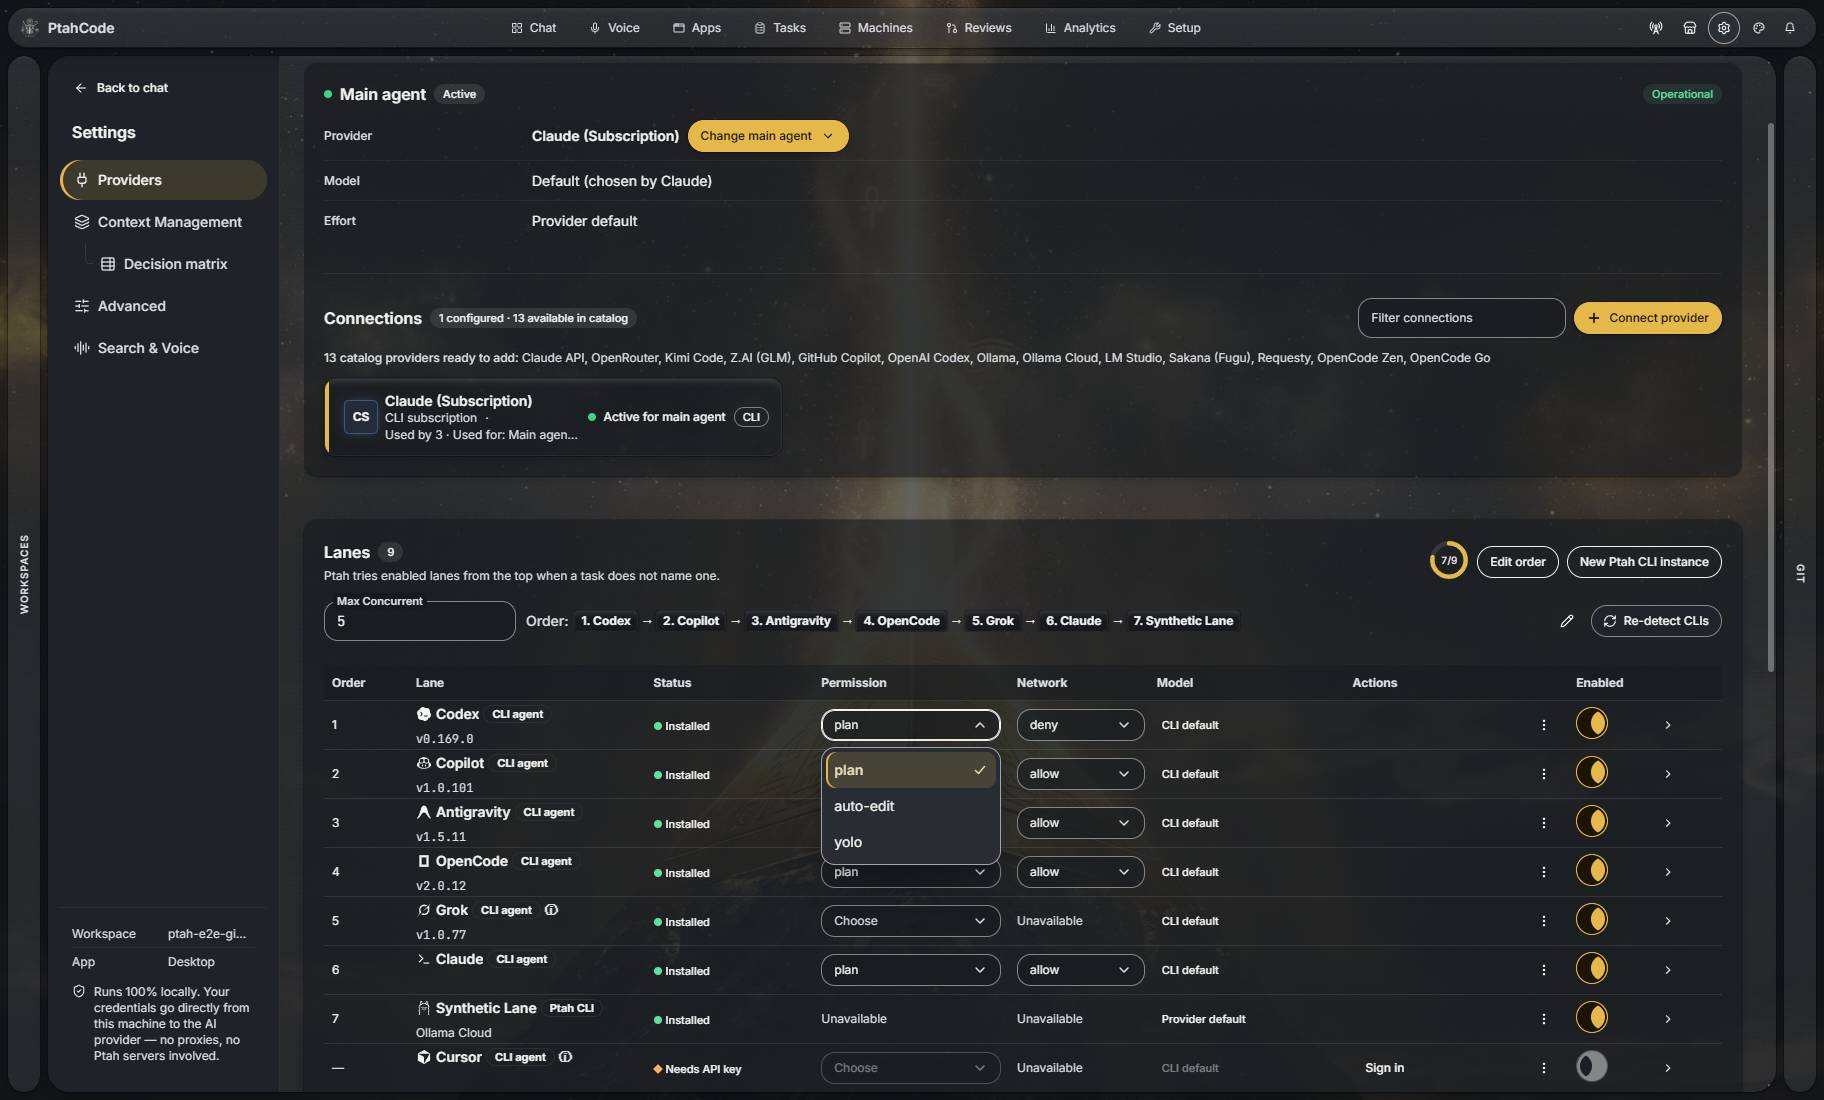 PtahCode
Chat
Voice
Apps
Tasks
Machines
Reviews
Analytics
Setup
WORKSPACES
Back to chat
Settings
Providers
Context Management
Decision matrix
Advanced
Search & Voice
Workspace ptah-e2e-gi...
App Desktop
Runs 100% locally. Your
credentials go directly from
this machine to the AI
provider — no proxies, no
Ptah servers involved.
Main agent Active
Operational
Provider Claude (Subscription) Change main agent
Model Default (chosen by Claude)
Effort Provider default
Connections 1 configured · 13 available in catalog
Filter connections
+ Connect provider
13 catalog providers ready to add: Claude API, OpenRouter, Kimi Code, Z.AI (GLM), GitHub Copilot, OpenAI Codex, Ollama, Ollama Cloud, LM Studio, Sakana (Fugu), Requesty, OpenCode Zen, OpenCode Go
CS
Claude (Subscription)
CLI subscription ·
Used by 3 · Used for: Main agen...
Active for main agent CLI
Lanes 9
Ptah tries enabled lanes from the top when a task does not name one.
7/9
Edit order
New Ptah CLI instance
Max Concurrent
5
Order: 1. Codex → 2. Copilot → 3. Antigravity → 4. OpenCode → 5. Grok → 6. Claude → 7. Synthetic Lane
Re-detect CLIs
Order Lane Status Permission Network Model Actions Enabled
1 Codex CLI agent Installed plan deny CLI default
v0.169.0
2 Copilot CLI agent Installed allow CLI default
v1.0.101
3 Antigravity CLI agent Installed allow CLI default
v1.5.11
4 OpenCode CLI agent Installed plan allow CLI default
v2.0.12
plan
auto-edit
yolo
5 Grok CLI agent Installed Choose Unavailable CLI default
v1.0.77
6 Claude CLI agent Installed plan allow CLI default
7 Synthetic Lane Ptah CLI Installed Unavailable Unavailable Provider default
Ollama Cloud
— Cursor CLI agent Needs API key Choose Unavailable CLI default Sign in
GIT